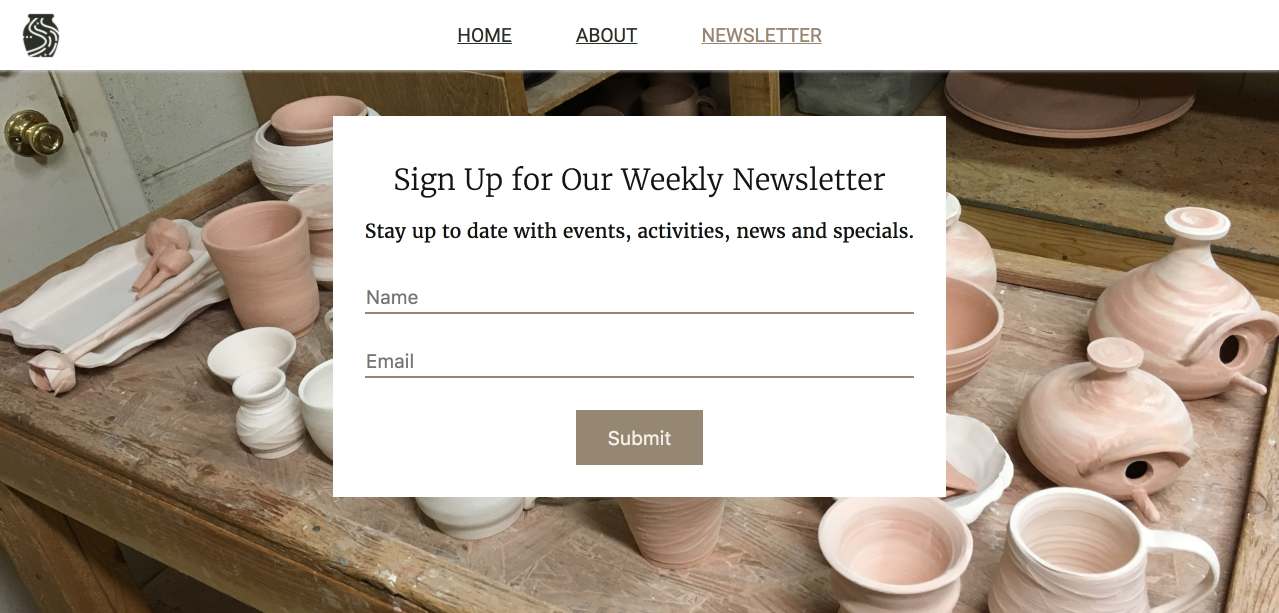 HOME
ABOUT
NEWSLETTER
Sign Up for Our Weekly Newsletter
Stay up to date with events, activities, news and specials.
Name
Email
Submit